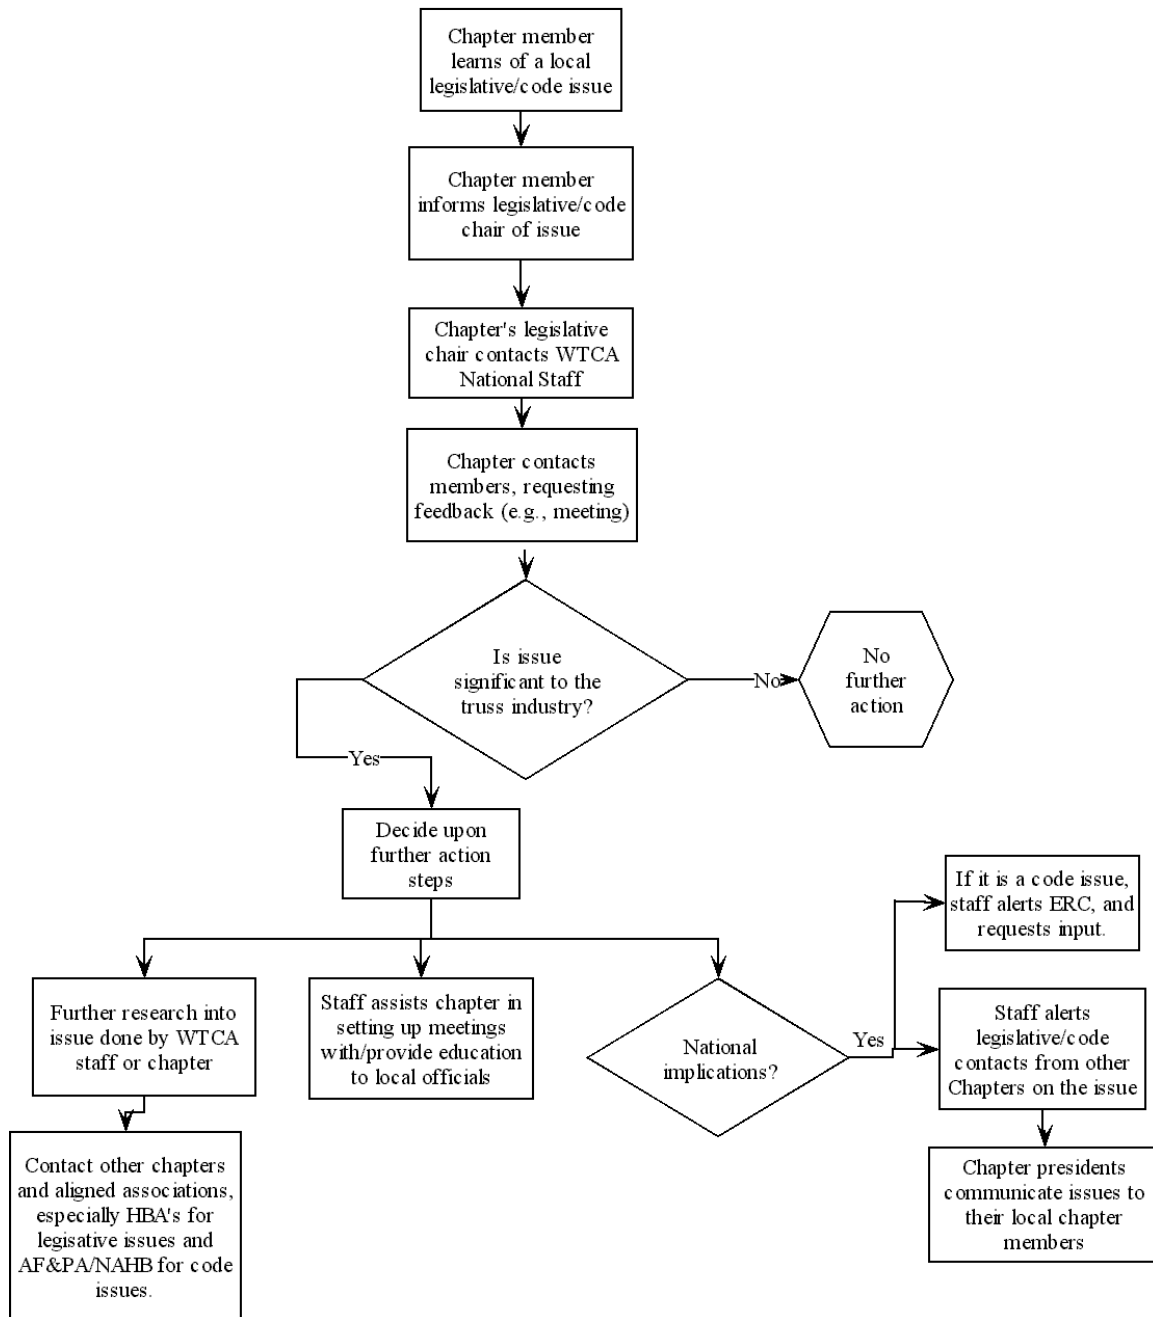 Chapter member
learns of a local
legislative/code issue
Chapter member
informs legislative/code
chair of issue
Chapter's legislative
chair contacts WTCA
National Staff
Chapter contacts
members, requesting
feedback (e.g., meeting)
Is issue
significant to the
truss industry?
No
No
further
action
Yes
Decide upon
further action
steps
If it is a code issue,
staff alerts ERC, and
requests input.
Further research into
issue done by WTCA
staff or chapter
Staff assists chapter in
setting up meetings
with/provide education
to local officials
National
implications?
Yes
Staff alerts
legislative/code
contacts from other
Chapters on the issue
Contact other chapters
and aligned associations,
especially HBA's for
legisative issues and
AF&PA/NAHB for code
issues.
Chapter presidents
communicate issues to
their local chapter
members